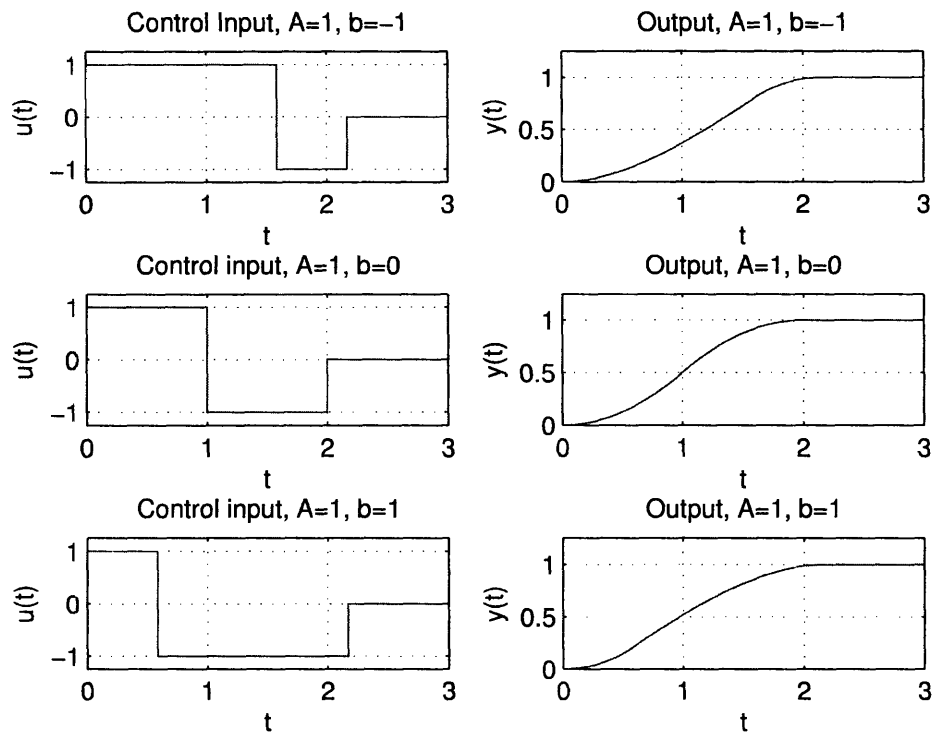 Control Input, A=1, b=−1
Output, A=1, b=−1
u(t)
1
0
−1
0
1
2
3
t
y(t)
1
0.5
0
0
1
2
3
t
Control input, A=1, b=0
Output, A=1, b=0
u(t)
1
0
−1
0
1
2
3
t
y(t)
1
0.5
0
0
1
2
3
t
Control input, A=1, b=1
Output, A=1, b=1
u(t)
1
0
−1
0
1
2
3
t
y(t)
1
0.5
0
0
1
2
3
t